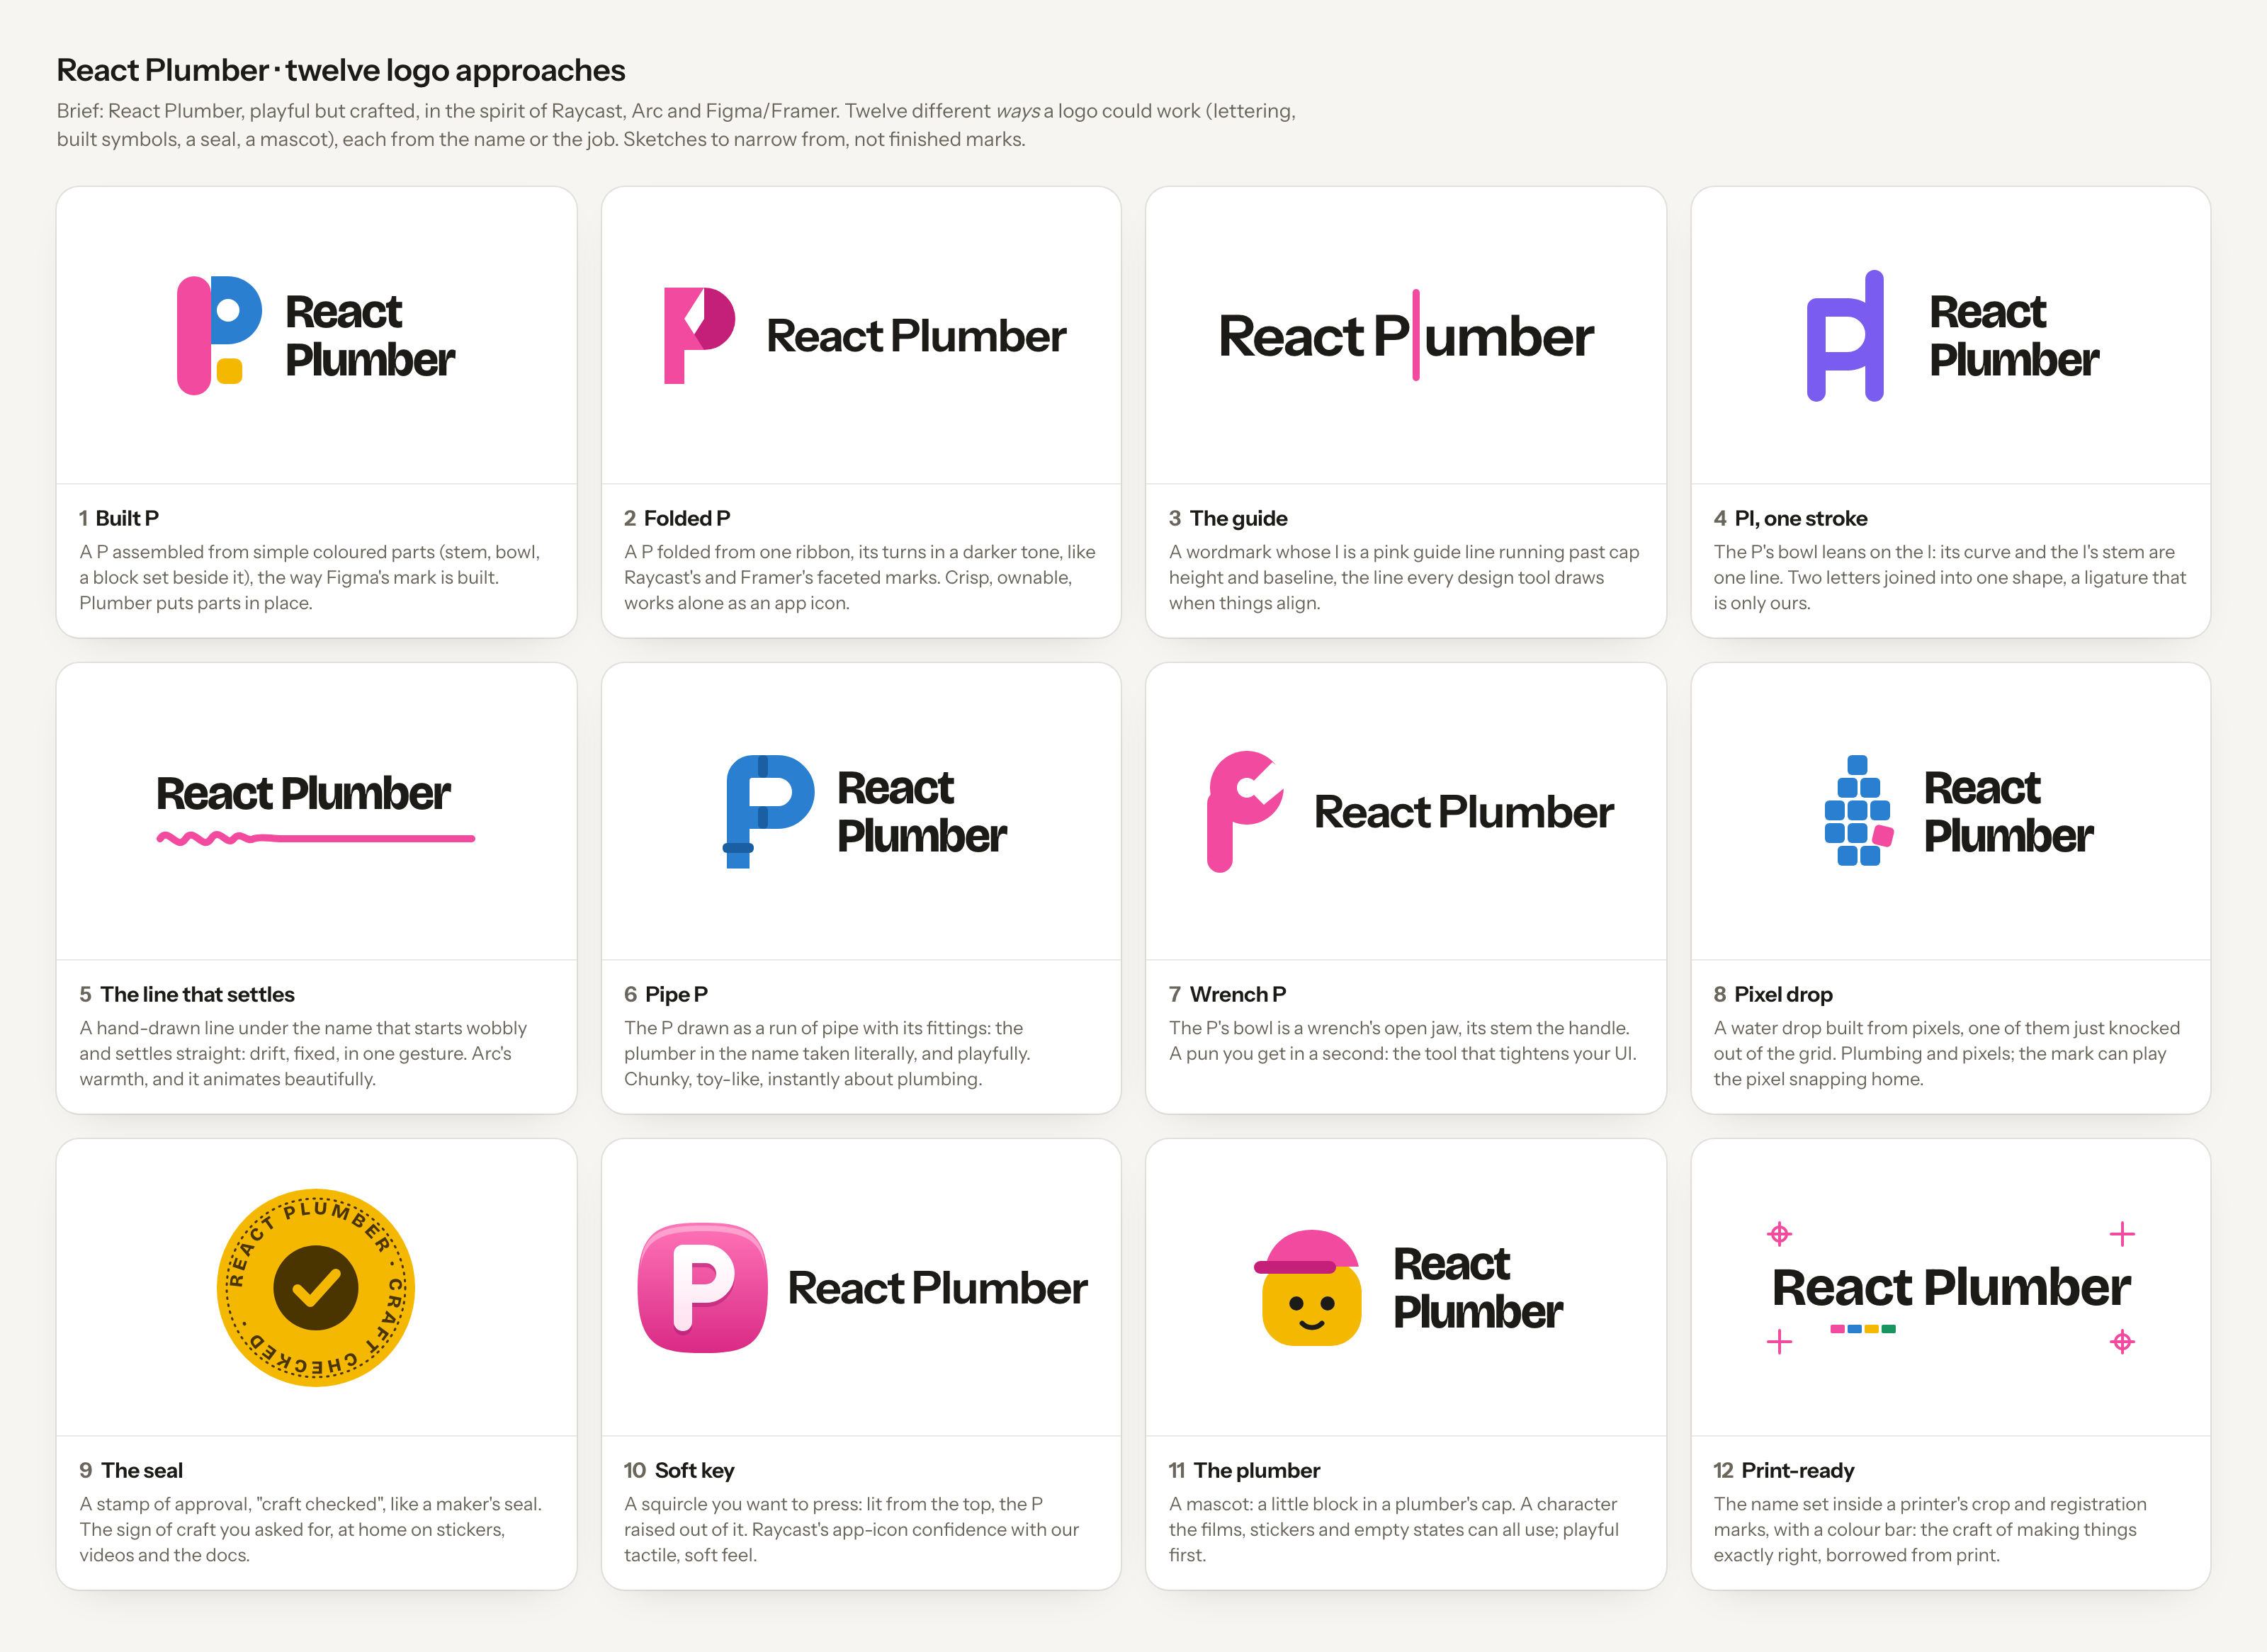 React Plumber · twelve logo approaches
Brief: React Plumber, playful but crafted, in the spirit of Raycast, Arc and Figma/Framer. Twelve different ways a logo could work (lettering,
built symbols, a seal, a mascot), each from the name or the job. Sketches to narrow from, not finished marks.
React
Plumber
1 Built P
A P assembled from simple coloured parts (stem, bowl,
a block set beside it), the way Figma's mark is built.
Plumber puts parts in place.
React Plumber
2 Folded P
A P folded from one ribbon, its turns in a darker tone, like
Raycast's and Framer's faceted marks. Crisp, ownable,
works alone as an app icon.
React Plumber
3 The guide
A wordmark whose l is a pink guide line running past cap
height and baseline, the line every design tool draws
when things align.
React
Plumber
4 Pl, one stroke
The P's bowl leans on the l: its curve and the l's stem are
one line. Two letters joined into one shape, a ligature that
is only ours.
React Plumber
5 The line that settles
A hand-drawn line under the name that starts wobbly
and settles straight: drift, fixed, in one gesture. Arc's
warmth, and it animates beautifully.
P
React
Plumber
6 Pipe P
The P drawn as a run of pipe with its fittings: the
plumber in the name taken literally, and playfully.
Chunky, toy-like, instantly about plumbing.
React Plumber
7 Wrench P
The P's bowl is a wrench's open jaw, its stem the handle.
A pun you get in a second: the tool that tightens your UI.
React
Plumber
8 Pixel drop
A water drop built from pixels, one of them just knocked
out of the grid. Plumbing and pixels; the mark can play
the pixel snapping home.
REACT PLUMBER · CRAFT CHECKED ·
9 The seal
A stamp of approval, "craft checked", like a maker's seal.
The sign of craft you asked for, at home on stickers,
videos and the docs.
P
React Plumber
10 Soft key
A squircle you want to press: lit from the top, the P
raised out of it. Raycast's app-icon confidence with our
tactile, soft feel.
React
Plumber
11 The plumber
A mascot: a little block in a plumber's cap. A character
the films, stickers and empty states can all use; playful
first.
React Plumber
12 Print-ready
The name set inside a printer's crop and registration
marks, with a colour bar: the craft of making things
exactly right, borrowed from print.